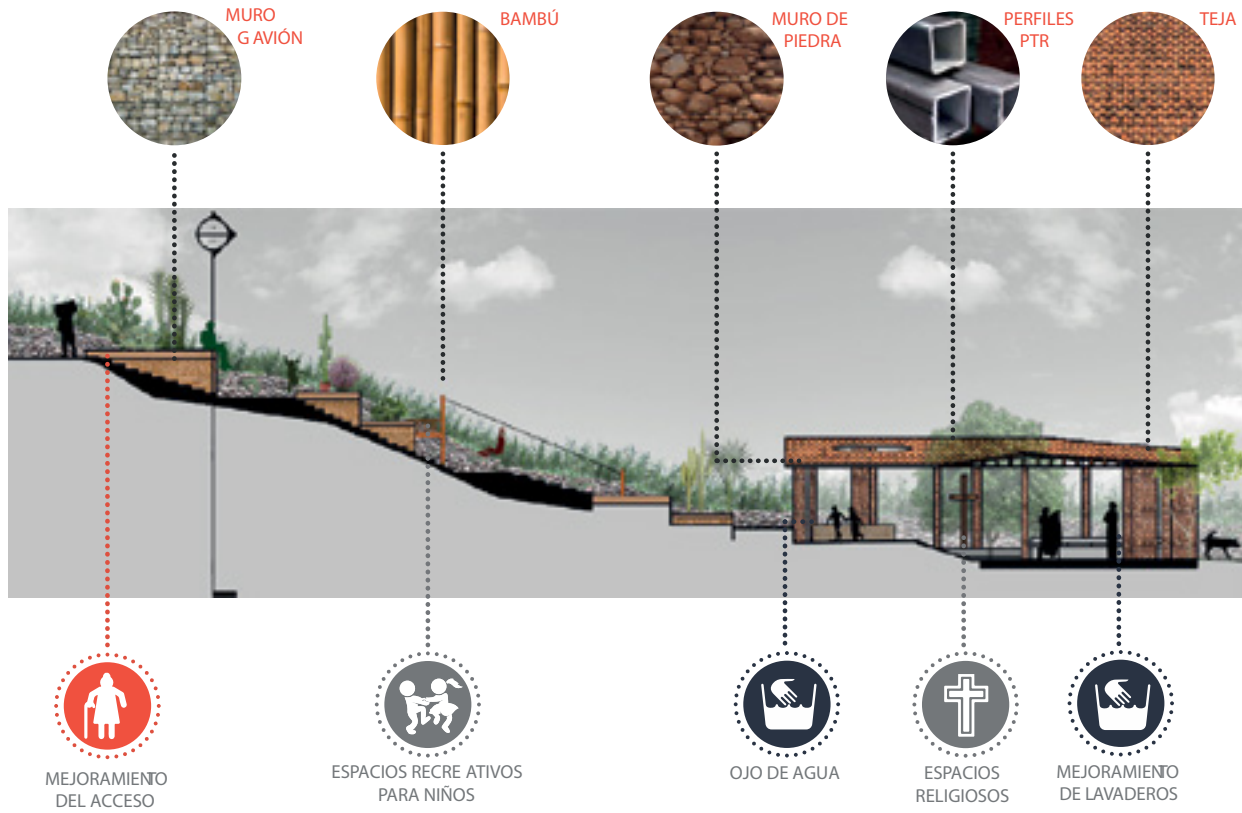 MURO
G AVIÓN
BAMBÚ
MURO DE
PIEDRA
PERFILES
PTR
TEJA
MEJORAMIENTO
DEL ACCESO
ESPACIOS RECRE ATIVOS
PARA NIÑOS
OJO DE AGUA
ESPACIOS
RELIGIOSOS
MEJORAMIENTO
DE LAVADEROS